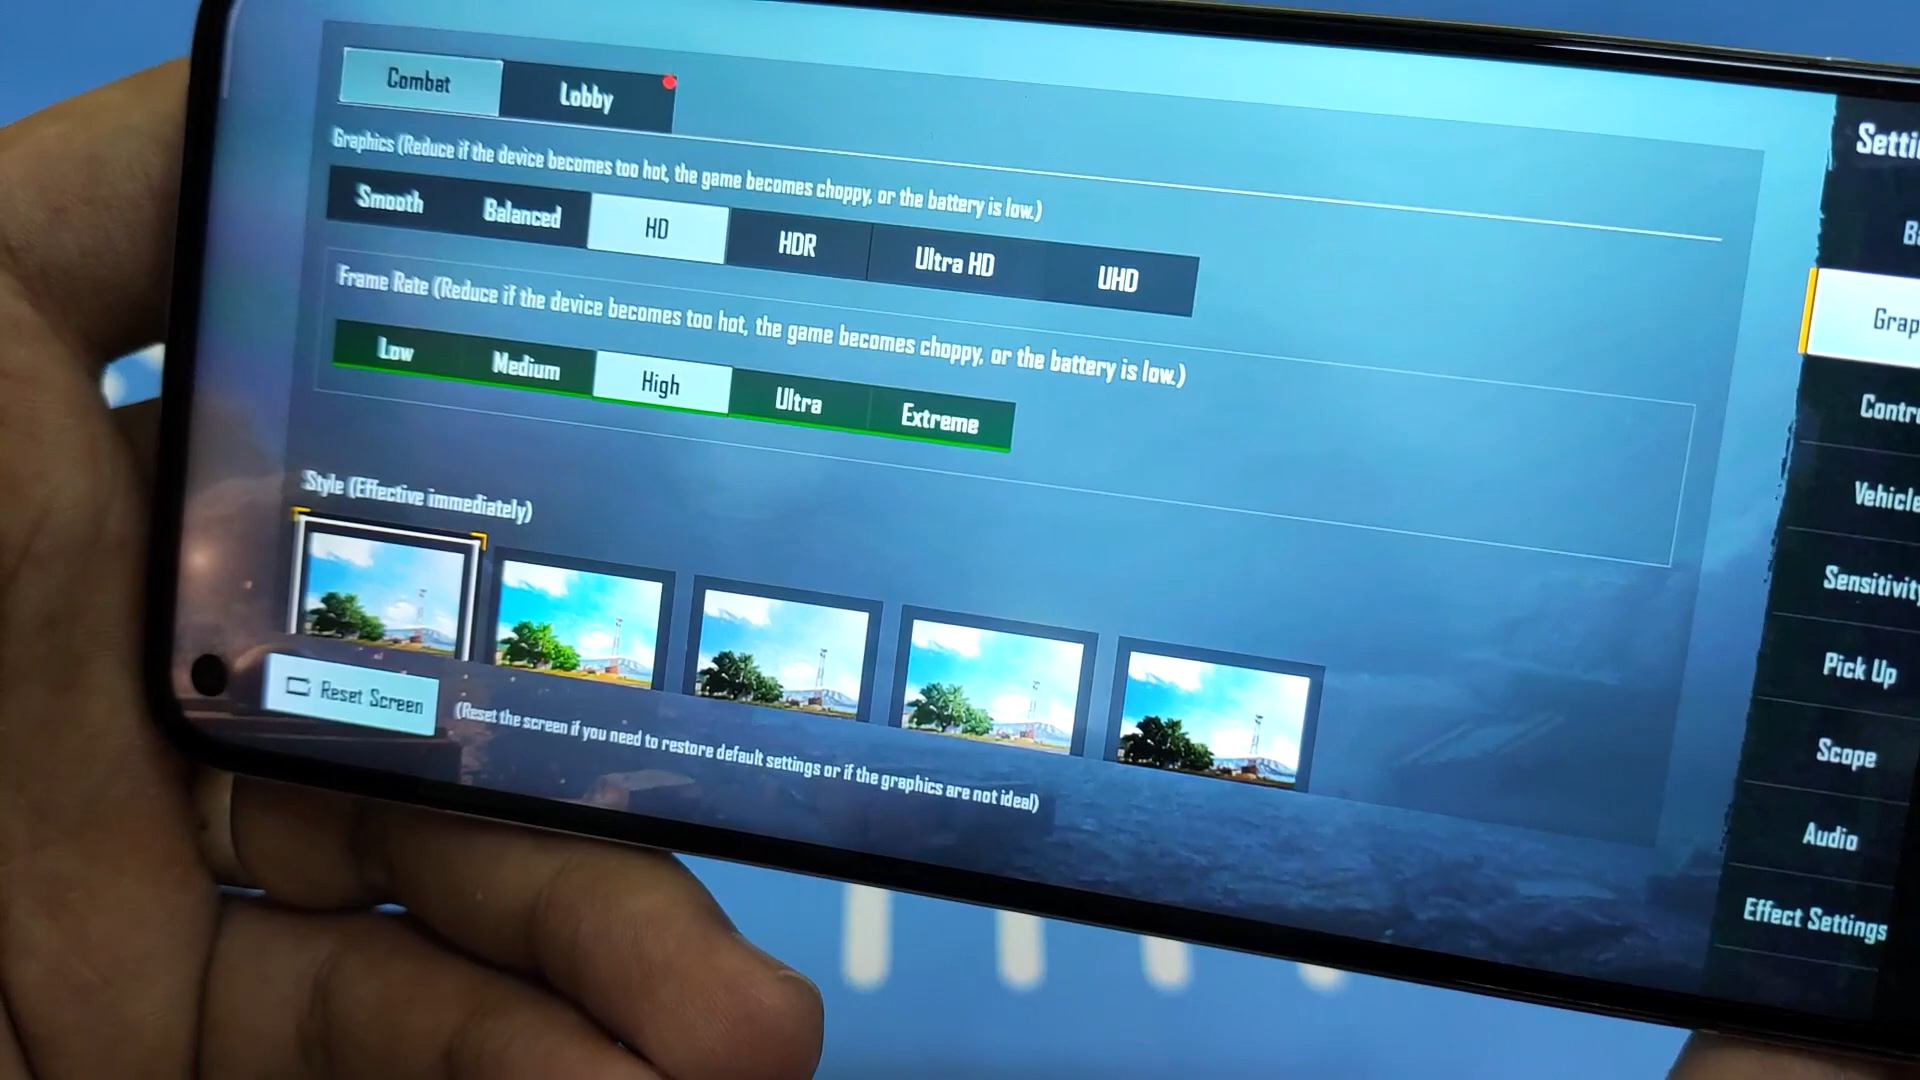 Combat
Lobby
Graphics (Reduce if the device becomes too hot, the game becomes choppy, or the battery is low.)
Smooth
Balanced
HD
HDR
Ultra HD
UHD
Frame Rate (Reduce if the device becomes too hot, the game becomes choppy, or the battery is low.)
Low
Medium
High
Ultra
Extreme
Style (Effective immediately)
Reset Screen
(Reset the screen if you need to restore default settings or if the graphics are not ideal)
Setti
Grap
Contr
Vehicle
Sensitivity
Pick Up
Scope
Audio
Effect Settings